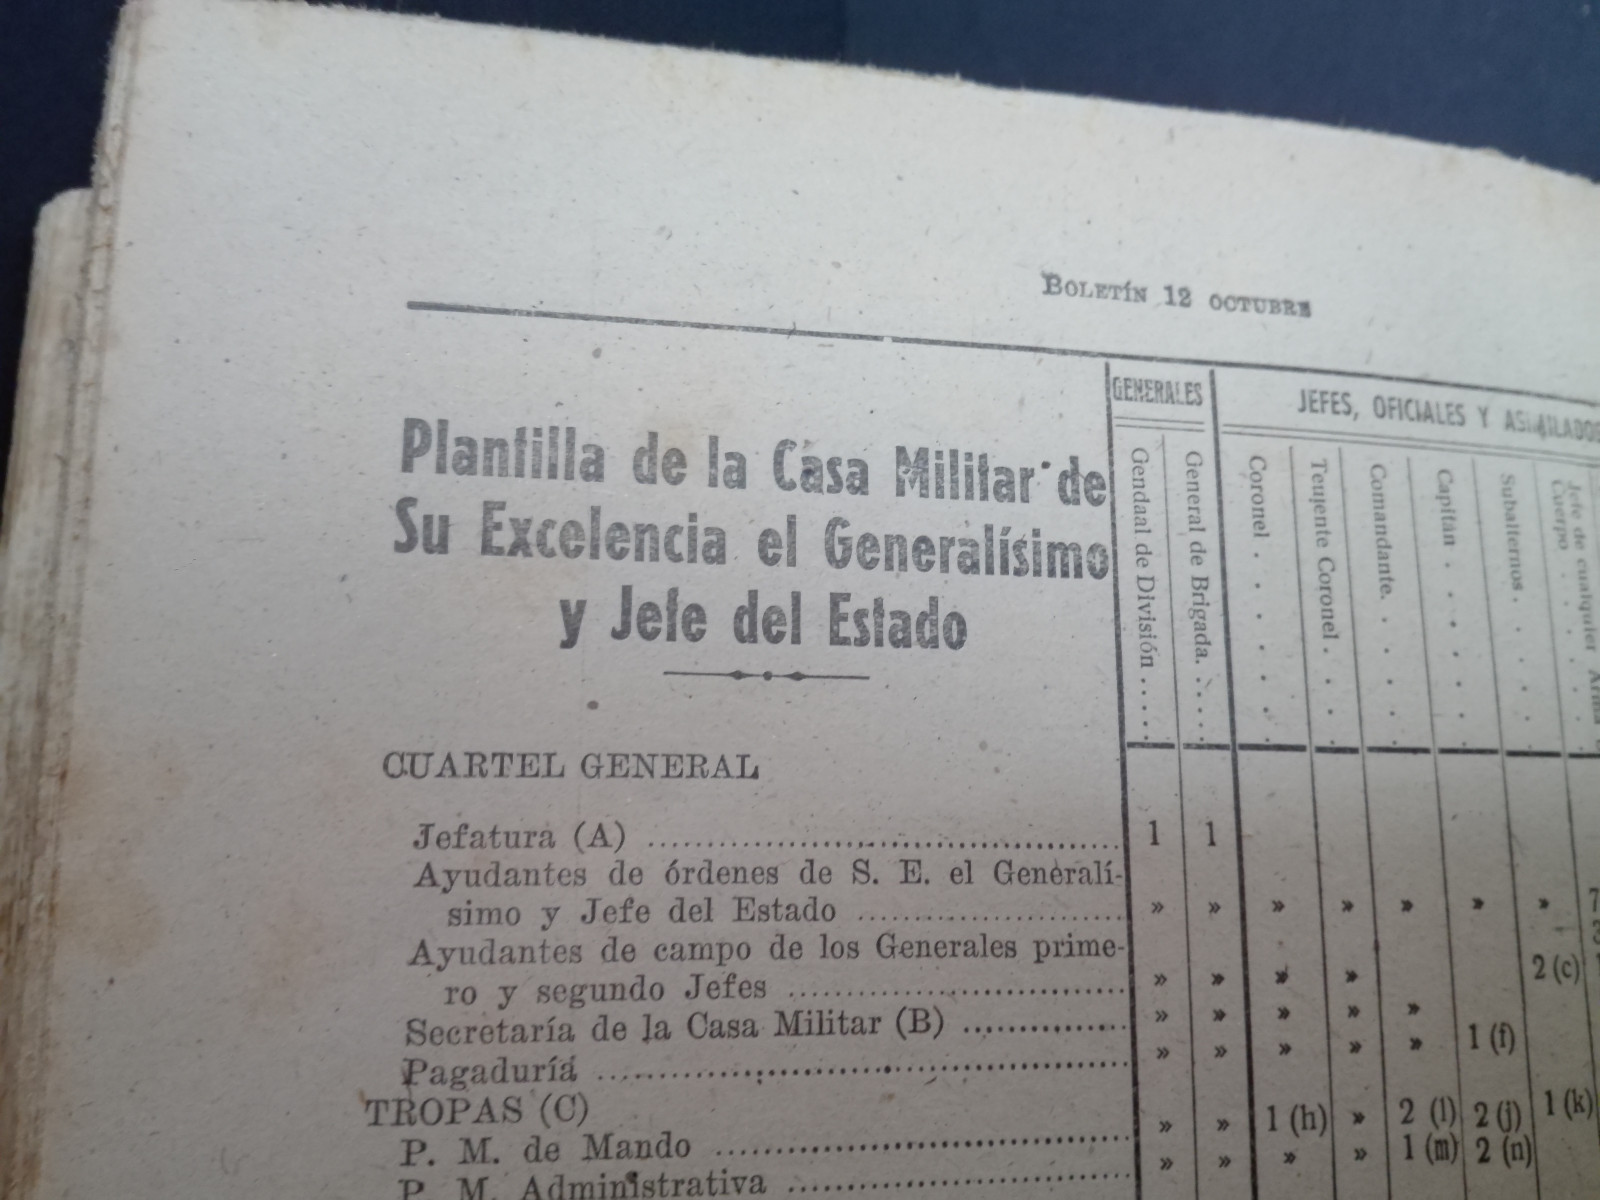 BOLETÍN 12 OCTUBRE
Plantilla de la Casa Militar de
Su Excelencia el Generalísimo
y Jefe del Estado
GENERALES
JEFES, OFICIALES Y ASIMILADOS
Gendaal de División . . . . .
General de Brigada. . . . .
Coronel . . . . . .
Teniente Coronel . . .
Comandante. . . . .
Capitán . . . . . .
Subalternos. . . . .
Jefe de cualquier Arma
Cuerpo . . . .
CUARTEL GENERAL
Jefatura (A) ........................................ 1 1
Ayudantes de órdenes de S. E. el Generalí-
simo y Jefe del Estado ........................ » » » » » » » 7
Ayudantes de campo de los Generales prime- 3
ro y segundo Jefes .............................. » » » » 2 (c)
Secretaría de la Casa Militar (B) ............... » » » » »
Pagaduría ............................................. » » » » » 1 (f)
TROPAS (C)
P. M. de Mando .................................... » » 1 (h) » 2 (l) 2 (j) 1 (k)
P. M. Administrativa ............................. » » » » 1 (m) 2 (n)